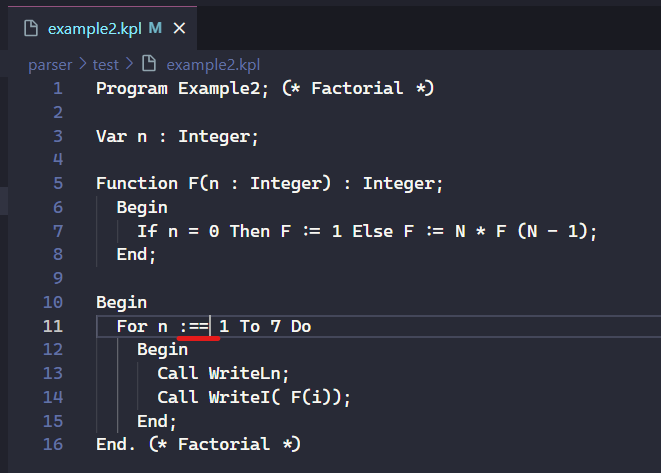 example2.kpl M ×
parser > test > example2.kpl
1 Program Example2; (* Factorial *)
2
3 Var n : Integer;
4
5 Function F(n : Integer) : Integer;
6 Begin
7 If n = 0 Then F := 1 Else F := N * F (N - 1);
8 End;
9
10 Begin
11 For n :== 1 To 7 Do
12 Begin
13 Call WriteLn;
14 Call WriteI( F(i));
15 End;
16 End. (* Factorial *)